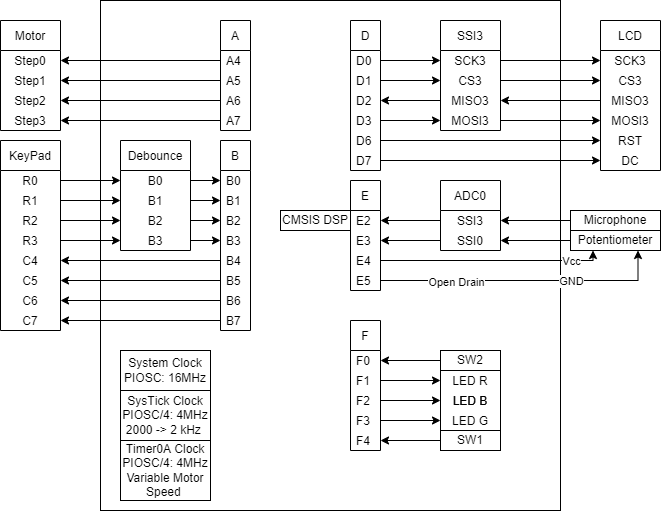 Motor
Step0
Step1
Step2
Step3
A
A4
A5
A6
A7
KeyPad
R0
R1
R2
R3
C4
C5
C6
C7
Debounce
B0
B1
B2
B3
B
B0
B1
B2
B3
B4
B5
B6
B7
System Clock
PIOSC: 16MHz
SysTick Clock
PIOSC/4: 4MHz
2000 -> 2 kHz
Timer0A Clock
PIOSC/4: 4MHz
Variable Motor
Speed
D
D0
D1
D2
D3
D6
D7
SSI3
SCK3
CS3
MISO3
MOSI3
LCD
SCK3
CS3
MISO3
MOSI3
RST
DC
CMSIS DSP
E
E2
E3
E4
E5
ADC0
SSI3
SSI0
Microphone
Potentiometer
Vcc
Open Drain
GND
F
F0
F1
F2
F3
F4
SW2
LED R
LED B
LED G
SW1